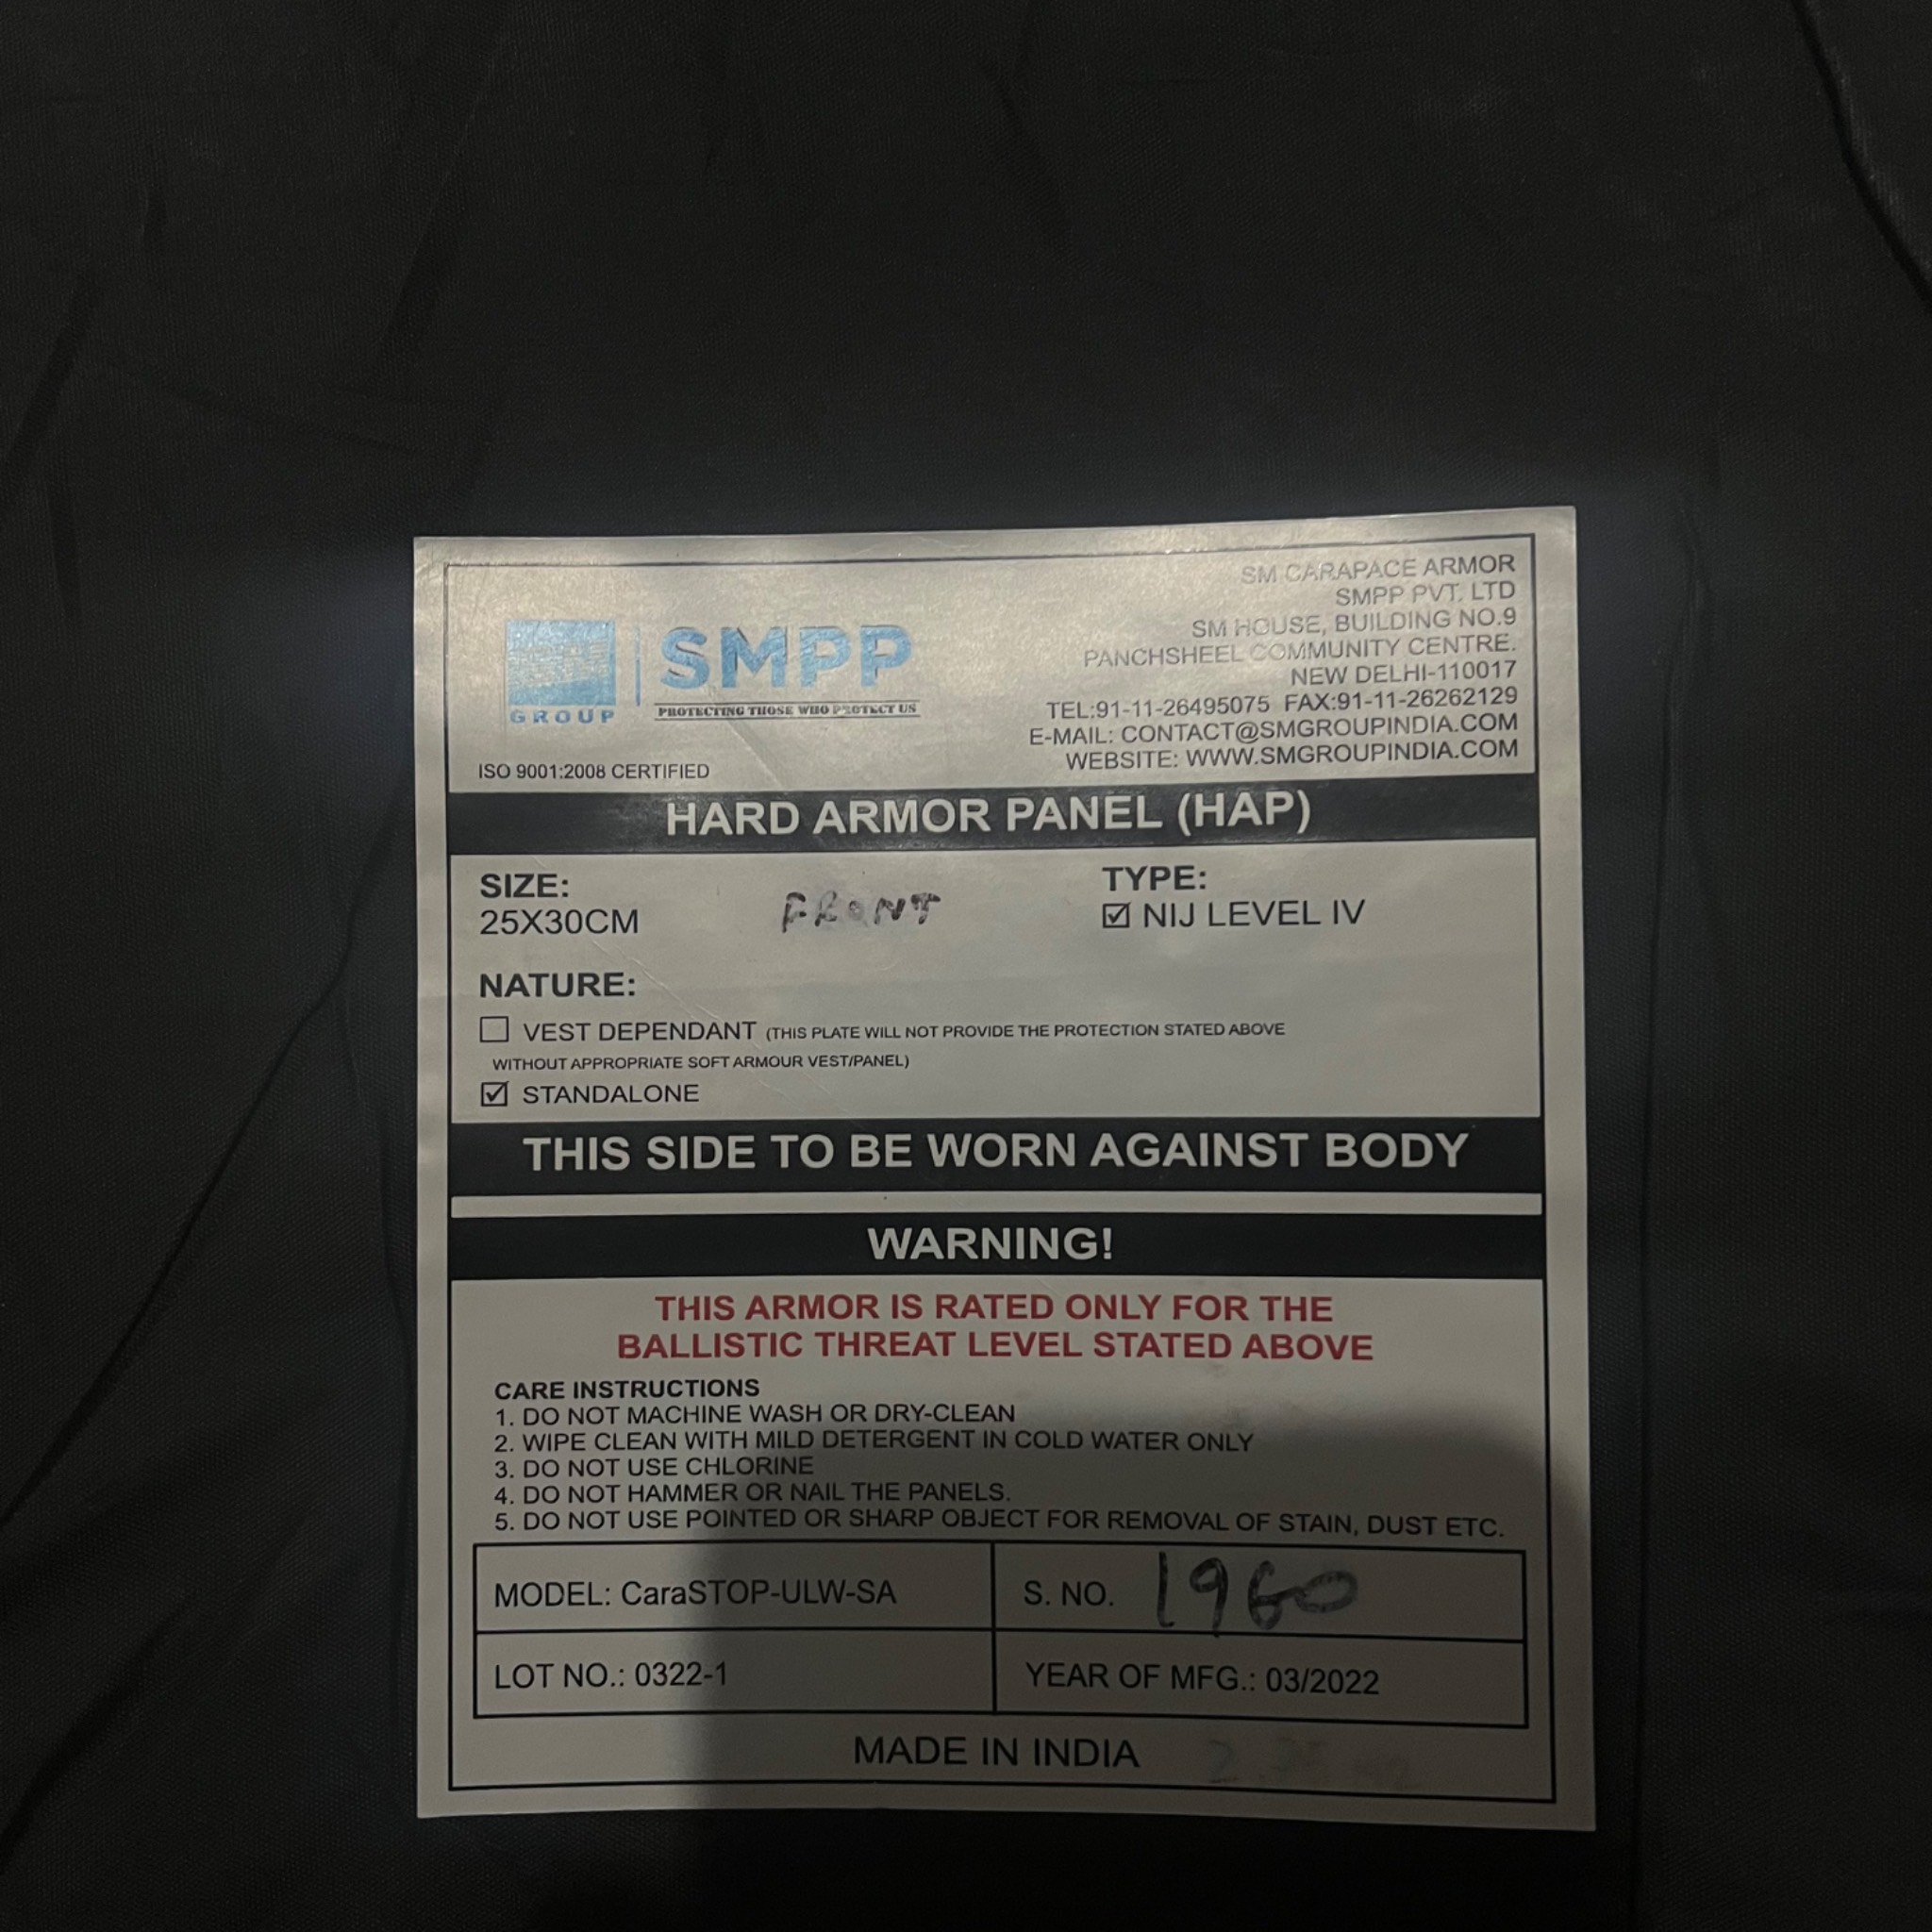 SM CARAPACE ARMOR
SMPP PVT. LTD
SM HOUSE, BUILDING NO.9
PANCHSHEEL COMMUNITY CENTRE.
NEW DELHI-110017
TEL:91-11-26495075 FAX:91-11-26262129
E-MAIL: CONTACT@SMGROUPINDIA.COM
WEBSITE: WWW.SMGROUPINDIA.COM
GROUP
SMPP
PROTECTING THOSE WHO PROTECT US
ISO 9001:2008 CERTIFIED
HARD ARMOR PANEL (HAP)
SIZE:
25X30CM
FRONT
TYPE:
☑ NIJ LEVEL IV
NATURE:
☐ VEST DEPENDANT (THIS PLATE WILL NOT PROVIDE THE PROTECTION STATED ABOVE
WITHOUT APPROPRIATE SOFT ARMOUR VEST/PANEL)
☑ STANDALONE
THIS SIDE TO BE WORN AGAINST BODY
WARNING!
THIS ARMOR IS RATED ONLY FOR THE
BALLISTIC THREAT LEVEL STATED ABOVE
CARE INSTRUCTIONS
1. DO NOT MACHINE WASH OR DRY-CLEAN
2. WIPE CLEAN WITH MILD DETERGENT IN COLD WATER ONLY
3. DO NOT USE CHLORINE
4. DO NOT HAMMER OR NAIL THE PANELS.
5. DO NOT USE POINTED OR SHARP OBJECT FOR REMOVAL OF STAIN, DUST ETC.
MODEL: CaraSTOP-ULW-SA
S. NO. 1960
LOT NO.: 0322-1
YEAR OF MFG.: 03/2022
MADE IN INDIA